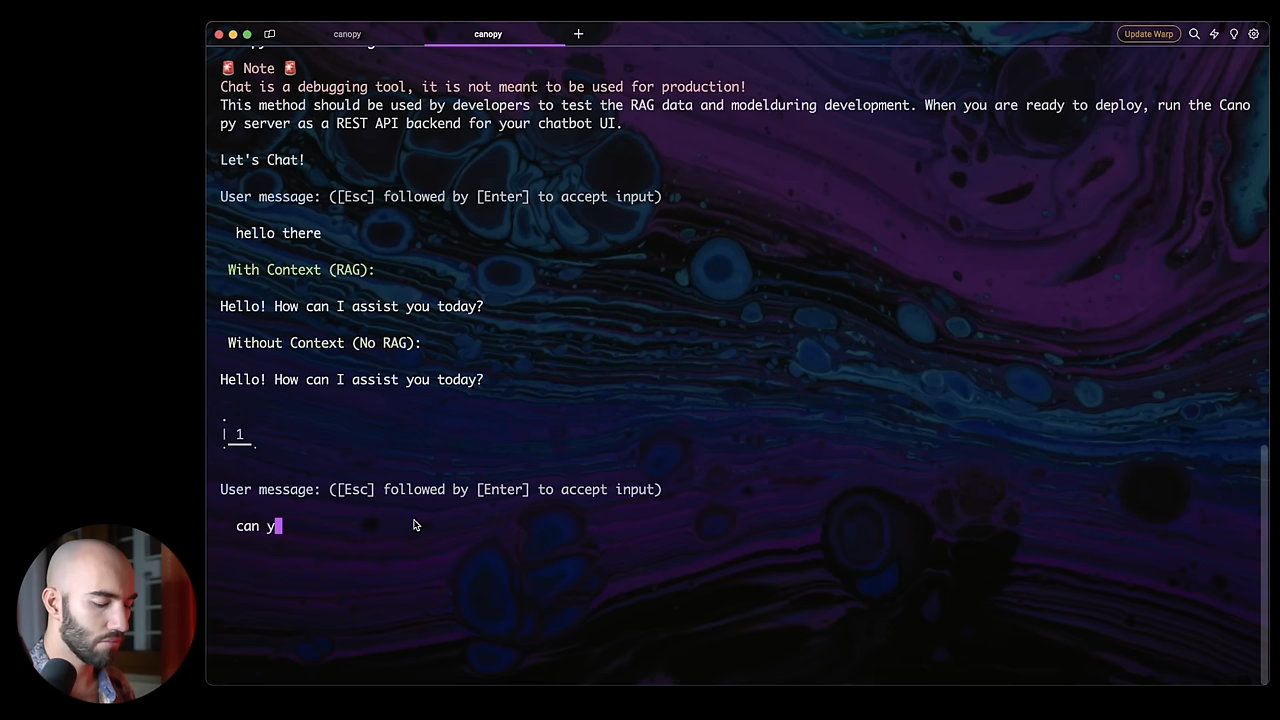 canopy
canopy
+
Update Warp
🚨 Note 🚨
Chat is a debugging tool, it is not meant to be used for production!
This method should be used by developers to test the RAG data and modelduring development. When you are ready to deploy, run the Cano
py server as a REST API backend for your chatbot UI.
Let's Chat!
User message: ([Esc] followed by [Enter] to accept input)
hello there
With Context (RAG):
Hello! How can I assist you today?
Without Context (No RAG):
Hello! How can I assist you today?
.
| 1
.__.
User message: ([Esc] followed by [Enter] to accept input)
can y